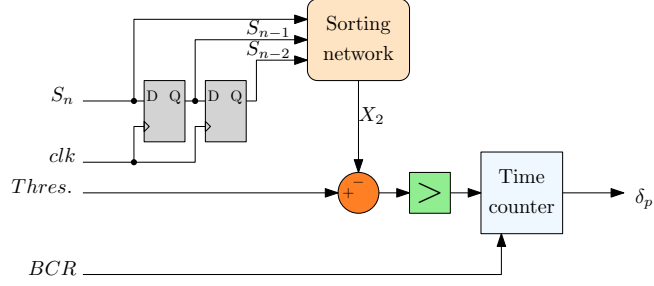 Sorting
network
S_{n-1}
S_{n-2}
S_n
D Q
D Q
X_2
clk
Thres.
+
−
>
Time
counter
δ_p
BCR